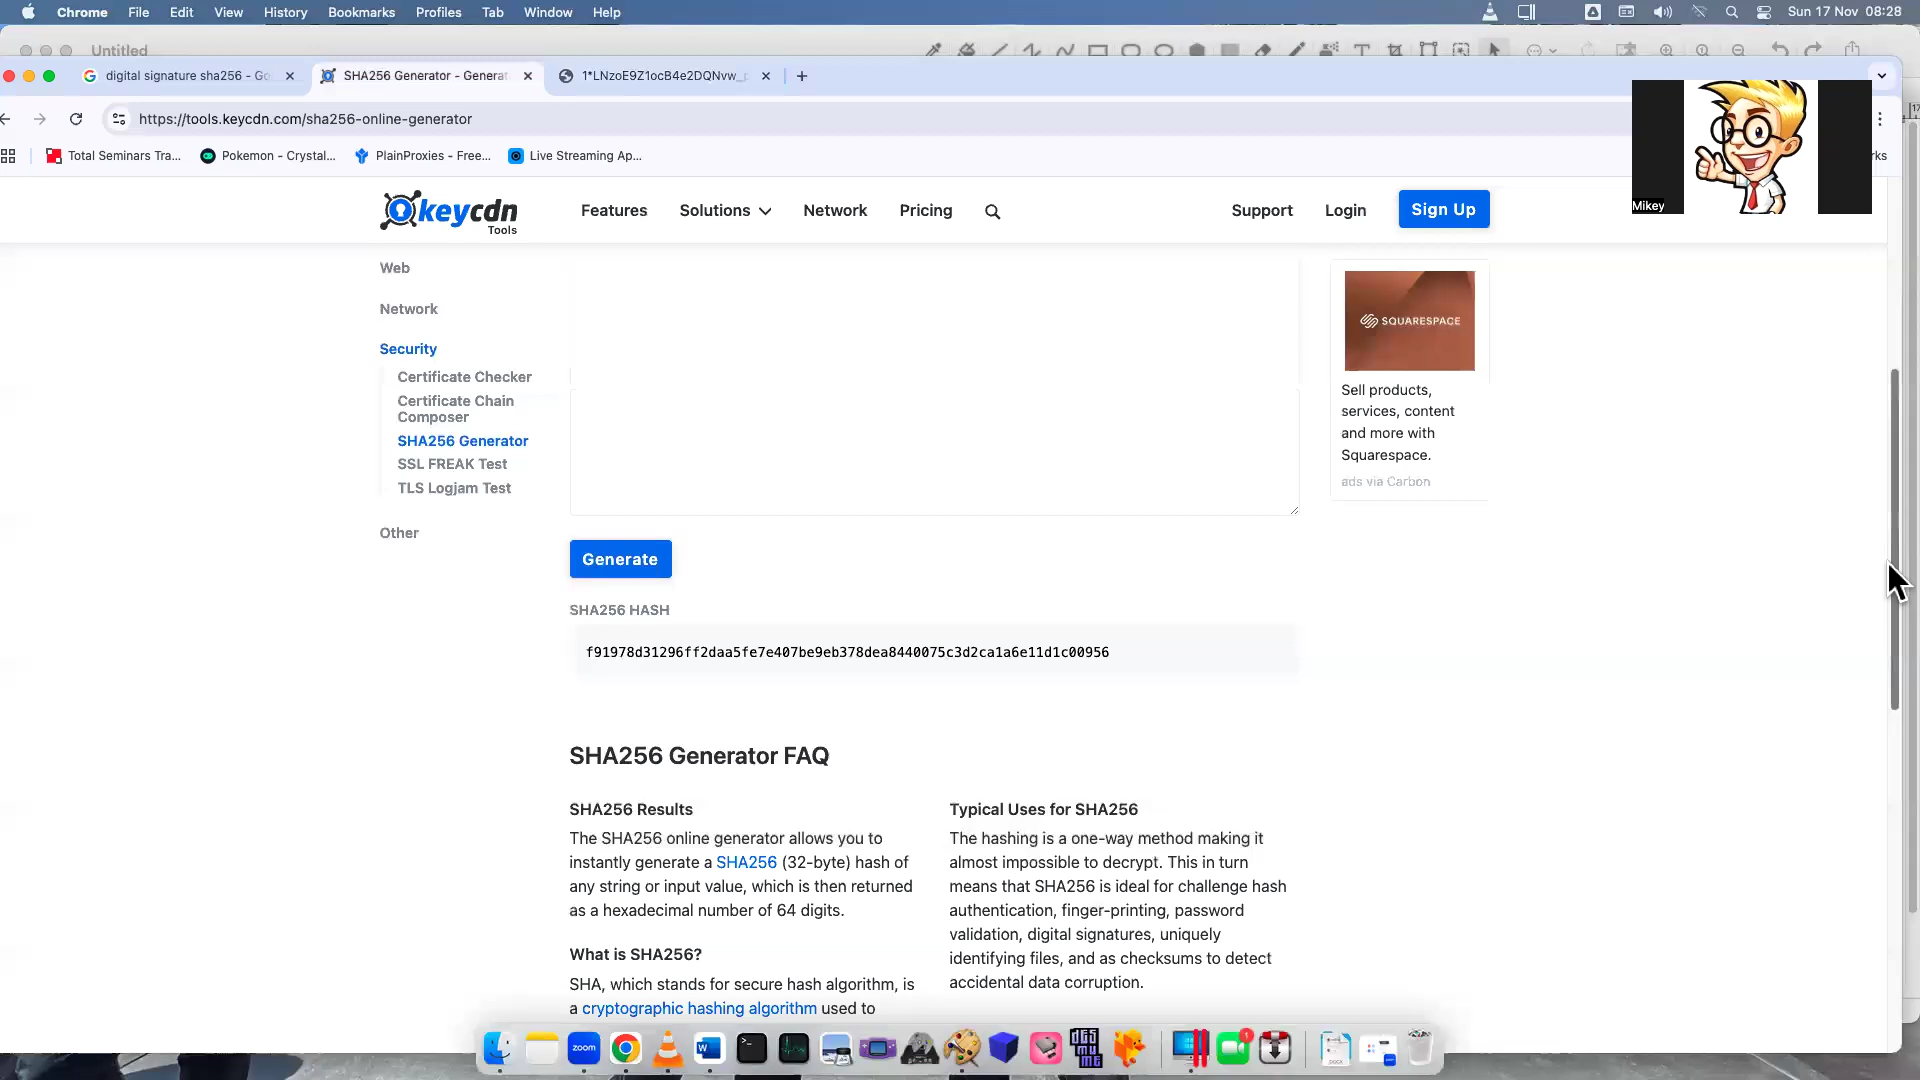 Chrome File Edit View History Bookmarks Profiles Tab Window Help Sun 17 Nov 08:28
Untitled
digital signature sha256 - Go
SHA256 Generator - Generat
1*LNzoE9Z1ocB4e2DQNvw_
https://tools.keycdn.com/sha256-online-generator
Total Seminars Tra... Pokemon - Crystal... PlainProxies - Free... Live Streaming Ap... rks
Mikey
keycdn
Tools
Features Solutions Network Pricing Support Login Sign Up
Web
Network
Security
Certificate Checker
Certificate Chain
Composer
SHA256 Generator
SSL FREAK Test
TLS Logjam Test
Other
SQUARESPACE
Sell products,
services, content
and more with
Squarespace.
ads via Carbon
Generate
SHA256 HASH
f91978d31296ff2daa5fe7e407be9eb378dea8440075c3d2ca1a6e11d1c00956
SHA256 Generator FAQ
SHA256 Results
The SHA256 online generator allows you to
instantly generate a SHA256 (32-byte) hash of
any string or input value, which is then returned
as a hexadecimal number of 64 digits.
What is SHA256?
SHA, which stands for secure hash algorithm, is
a cryptographic hashing algorithm used to
Typical Uses for SHA256
The hashing is a one-way method making it
almost impossible to decrypt. This in turn
means that SHA256 is ideal for challenge hash
authentication, finger-printing, password
validation, digital signatures, uniquely
identifying files, and as checksums to detect
accidental data corruption.
zoom